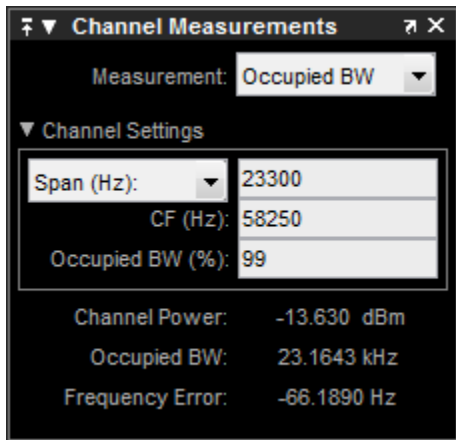 Channel Measurements
Measurement: Occupied BW
Channel Settings
Span (Hz): 23300
CF (Hz): 58250
Occupied BW (%): 99
Channel Power: -13.630 dBm
Occupied BW: 23.1643 kHz
Frequency Error: -66.1890 Hz